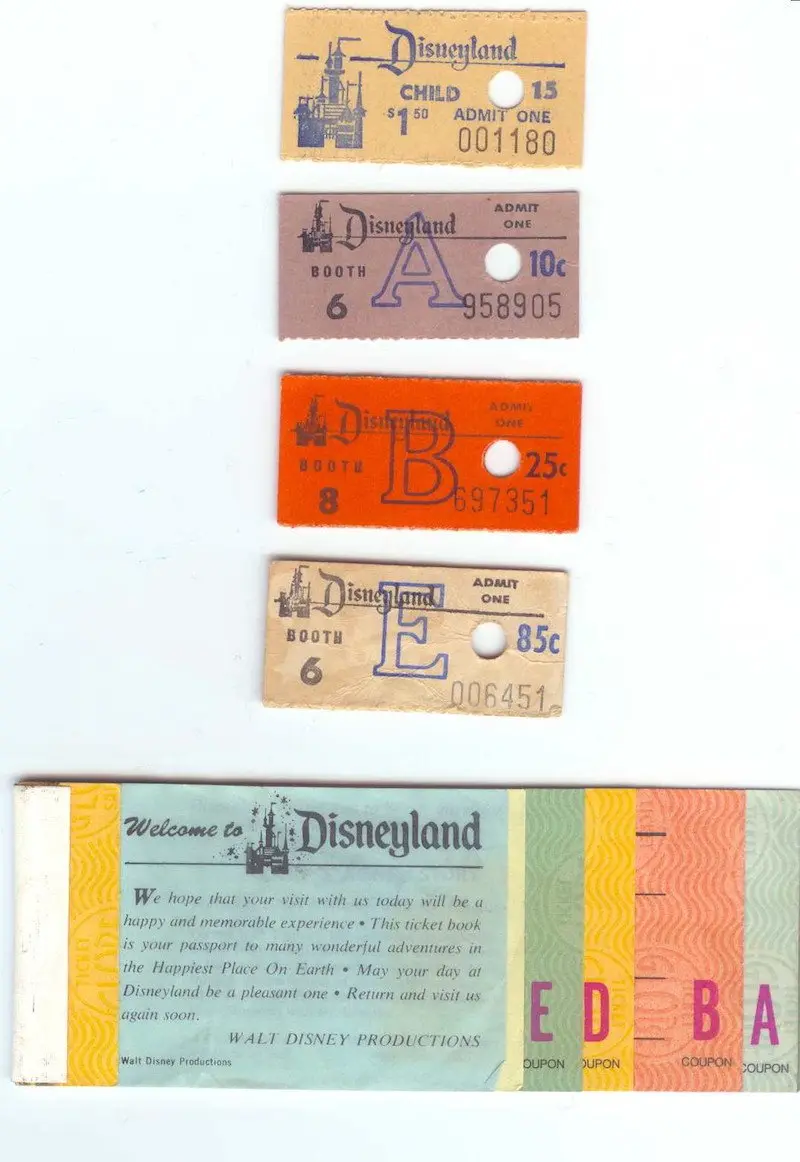 Disneyland
CHILD 15
$1.50 ADMIT ONE
001180
Disneyland ADMIT
ONE
BOOTH A 10c
6 958905
Disneyland ADMIT
ONE
BOOTH B 25c
8 697351
Disneyland ADMIT
ONE
BOOTH E 85c
6 006451
Welcome to Disneyland
We hope that your visit with us today will be a
happy and memorable experience • This ticket book
is your passport to many wonderful adventures in
the Happiest Place On Earth • May your day at
Disneyland be a pleasant one • Return and visit us
again soon.
WALT DISNEY PRODUCTIONS
Walt Disney Productions
E D B A
OUPON OUPON COUPON COUPON